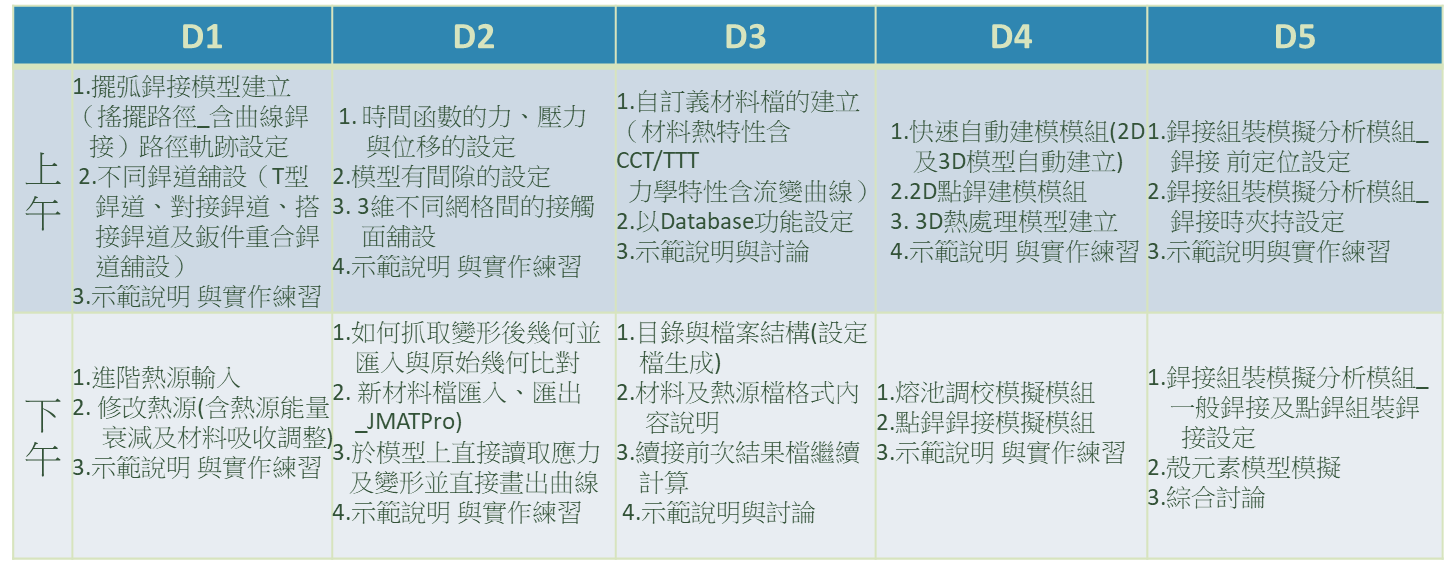 D1
D2
D3
D4
D5
上
午
1.擺弧銲接模型建立
（搖擺路徑_含曲線銲
接）路徑軌跡設定
2.不同銲道舖設（T型
銲道、對接銲道、搭
接銲道及鈑件重合銲
道舖設）
3.示範說明 與實作練習
1. 時間函數的力、壓力
與位移的設定
2.模型有間隙的設定
3. 3維不同網格間的接觸
面舖設
4.示範說明 與實作練習
1.自訂義材料檔的建立
（材料熱特性含
CCT/TTT
力學特性含流變曲線）
2.以Database功能設定
3.示範說明與討論
1.快速自動建模模組(2D
及3D模型自動建立)
2.2D點銲建模模組
3. 3D熱處理模型建立
4.示範說明 與實作練習
1.銲接組裝模擬分析模組_
銲接 前定位設定
2.銲接組裝模擬分析模組_
銲接時夾持設定
3.示範說明與實作練習
下
午
1.進階熱源輸入
2. 修改熱源(含熱源能量
衰減及材料吸收調整)
3.示範說明 與實作練習
1.如何抓取變形後幾何並
匯入與原始幾何比對
2. 新材料檔匯入、匯出
_JMATPro)
3.於模型上直接讀取應力
及變形並直接畫出曲線
4.示範說明 與實作練習
1.目錄與檔案結構(設定
檔生成)
2.材料及熱源檔格式內
容說明
3.續接前次結果檔繼續
計算
4.示範說明與討論
1.熔池調校模擬模組
2.點銲銲接模擬模組
3.示範說明 與實作練習
1.銲接組裝模擬分析模組_
一般銲接及點銲組裝銲
接設定
2.殼元素模型模擬
3.綜合討論